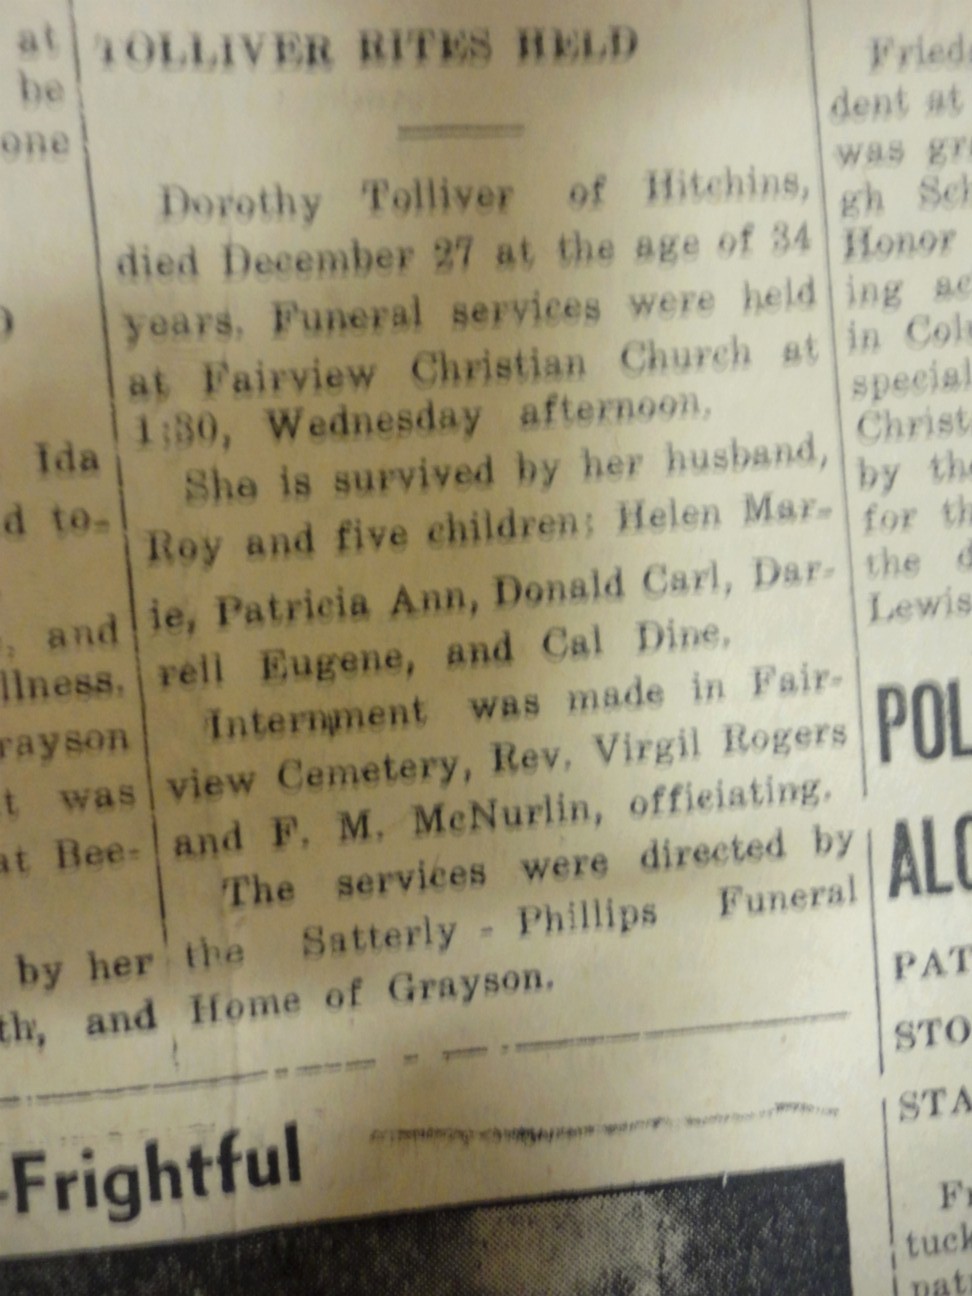 at
be
one
Ida
d to-
, and
llness.
rayson
t was
at Bee-
by her
th, and
TOLLIVER RITES HELD
Dorothy Tolliver of Hitchins,
died December 27 at the age of 34
years. Funeral services were held
at Fairview Christian Church at
1:30, Wednesday afternoon.
She is survived by her husband,
Roy and five children; Helen Mar-
ie, Patricia Ann, Donald Carl, Dar-
rell Eugene, and Cal Dine.
Internment was made in Fair-
view Cemetery, Rev. Virgil Rogers
and F. M. McNurlin, officiating.
The services were directed by
the Satterly - Phillips Funeral
Home of Grayson.
-Frightful
Fried
dent at
was gr
gh Sch
Honor
ing ac
in Col
special
Christ
by the
for th
the d
Lewis
POL
ALC
PAT
STO
STA
F
tuck
pat